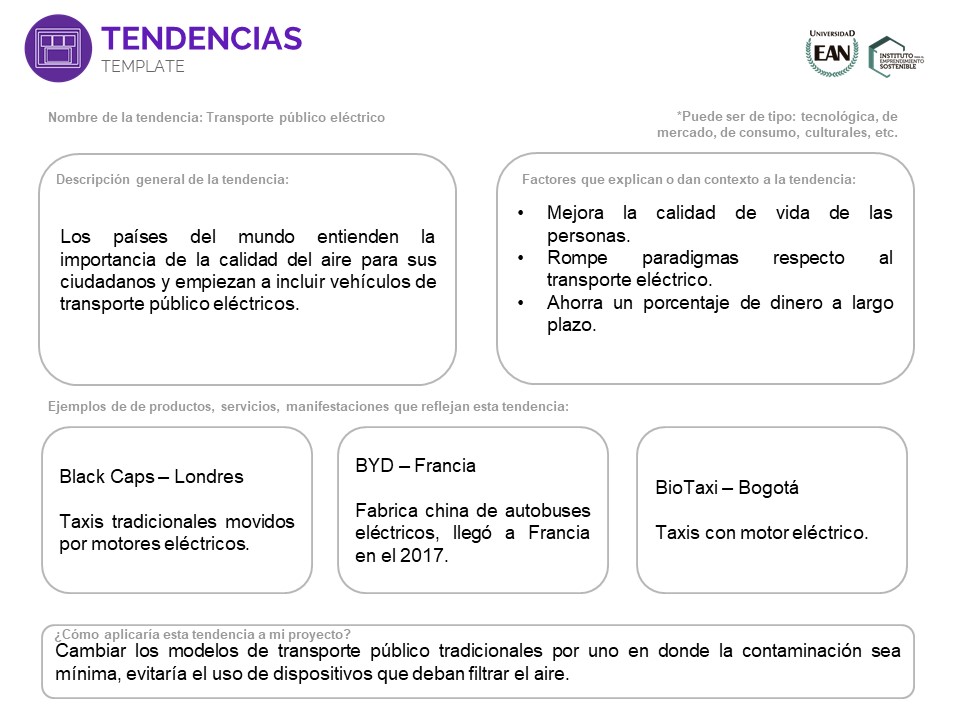 TENDENCIAS
TEMPLATE
UNIVERSIDAD
EAN
INSTITUTO PARA EL
EMPRENDIMIENTO
SOSTENIBLE
Nombre de la tendencia: Transporte público eléctrico
*Puede ser de tipo: tecnológica, de
mercado, de consumo, culturales, etc.
Descripción general de la tendencia:
Los países del mundo entienden la
importancia de la calidad del aire para sus
ciudadanos y empiezan a incluir vehículos de
transporte público eléctricos.
Factores que explican o dan contexto a la tendencia:
• Mejora la calidad de vida de las
personas.
• Rompe paradigmas respecto al
transporte eléctrico.
• Ahorra un porcentaje de dinero a largo
plazo.
Ejemplos de de productos, servicios, manifestaciones que reflejan esta tendencia:
Black Caps – Londres
Taxis tradicionales movidos
por motores eléctricos.
BYD – Francia
Fabrica china de autobuses
eléctricos, llegó a Francia
en el 2017.
BioTaxi – Bogotá
Taxis con motor eléctrico.
¿Cómo aplicaría esta tendencia a mi proyecto?
Cambiar los modelos de transporte público tradicionales por uno en donde la contaminación sea
mínima, evitaría el uso de dispositivos que deban filtrar el aire.